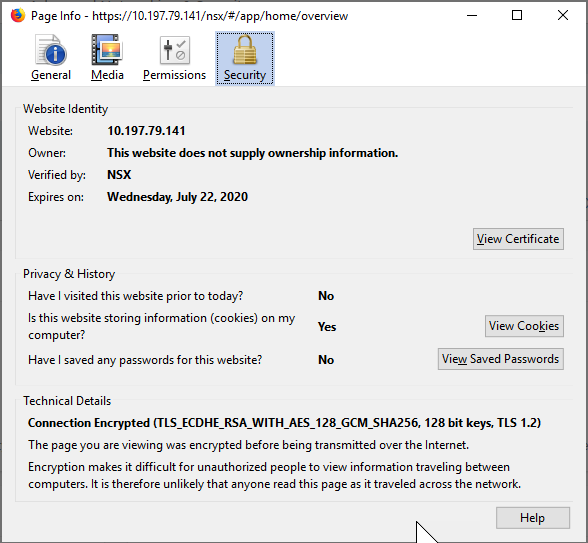 Page Info - https://10.197.79.141/nsx/#/app/home/overview
General Media Permissions Security
Website Identity
Website: 10.197.79.141
Owner: This website does not supply ownership information.
Verified by: NSX
Expires on: Wednesday, July 22, 2020
View Certificate
Privacy & History
Have I visited this website prior to today? No
Is this website storing information (cookies) on my
computer? Yes View Cookies
Have I saved any passwords for this website? No View Saved Passwords
Technical Details
Connection Encrypted (TLS_ECDHE_RSA_WITH_AES_128_GCM_SHA256, 128 bit keys, TLS 1.2)
The page you are viewing was encrypted before being transmitted over the Internet.
Encryption makes it difficult for unauthorized people to view information traveling between
computers. It is therefore unlikely that anyone read this page as it traveled across the network.
Help